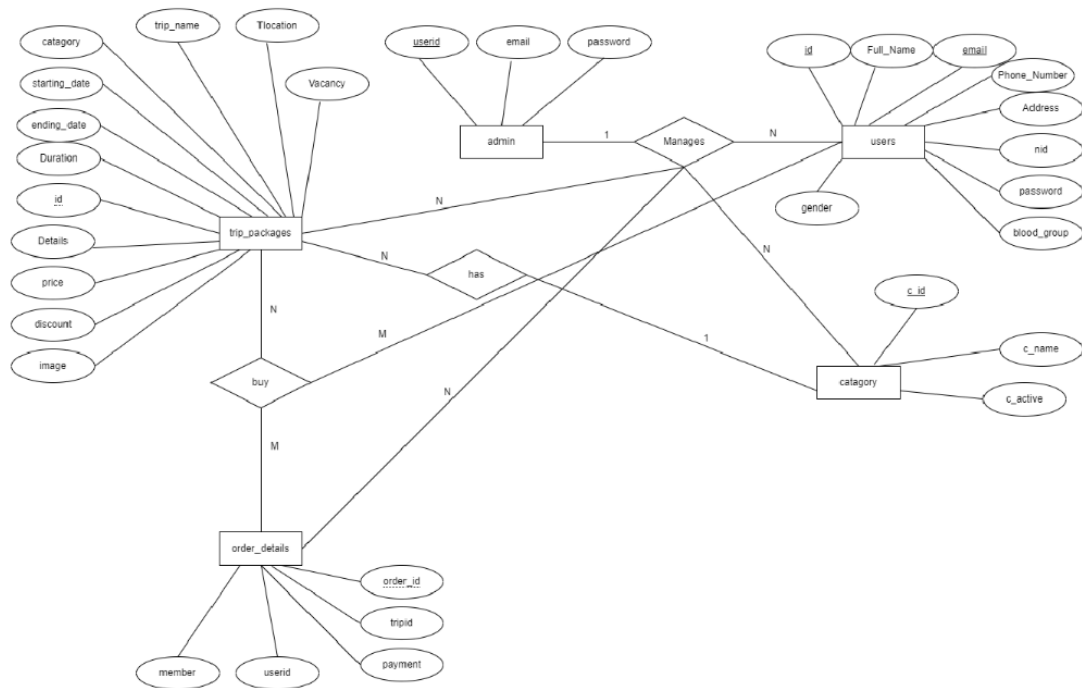 trip_name
Tlocation
catagory
userid
email
password
id
Full_Name
email
Vacancy
starting_date
Phone_Number
Address
ending_date
admin
1
Manages
N
users
nid
Duration
password
id
N
gender
trip_packages
blood_group
Details
N
N
has
price
c_id
discount
N
M
1
c_name
image
buy
N
catagory
c_active
M
order_details
order_id
tripid
member
userid
payment